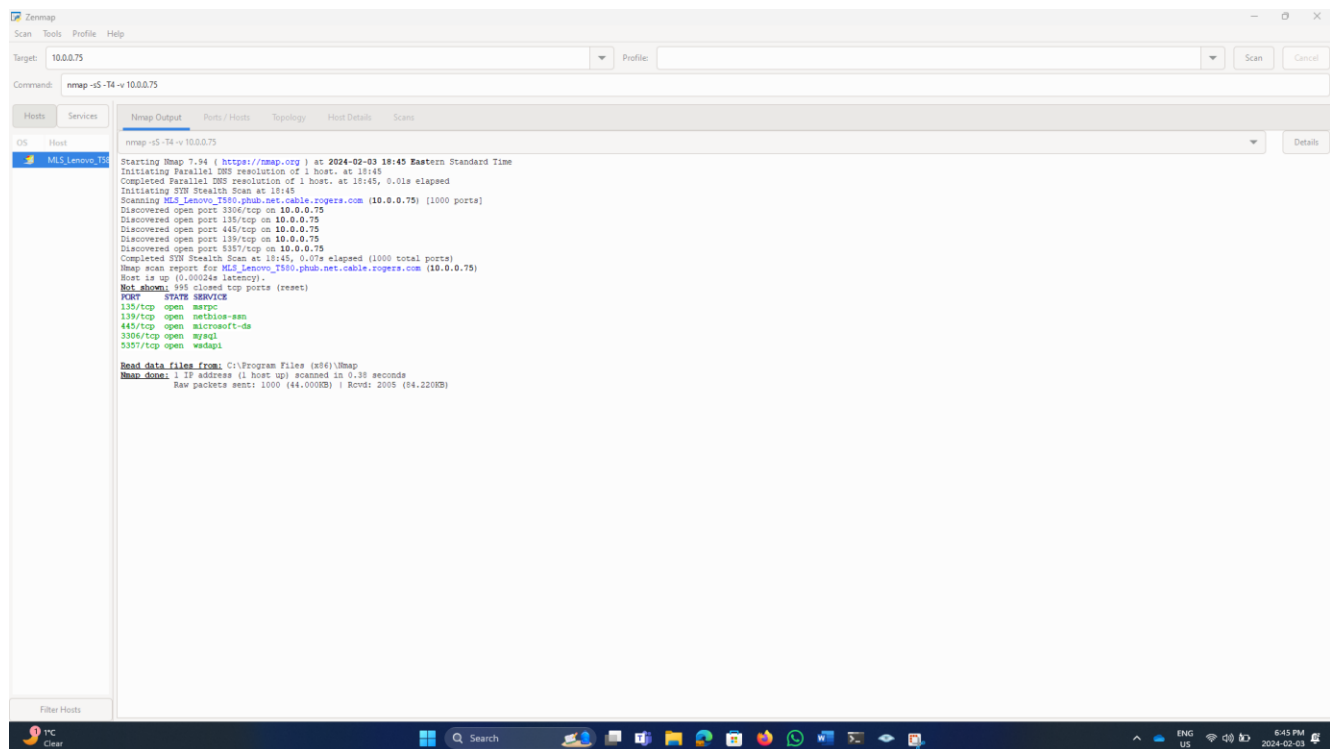 Zenmap
Scan Tools Profile Help
Target: 10.0.0.75 Profile: Scan Cancel
Command: nmap -sS -T4 -v 10.0.0.75
Hosts Services
Nmap Output Ports / Hosts Topology Host Details Scans
OS Host
nmap -sS -T4 -v 10.0.0.75 Details
MLS_Lenovo_T58
Starting Nmap 7.94 ( https://nmap.org ) at 2024-02-03 18:45 Eastern Standard Time
Initiating Parallel DNS resolution of 1 host. at 18:45
Completed Parallel DNS resolution of 1 host. at 18:45, 0.01s elapsed
Initiating SYN Stealth Scan at 18:45
Scanning MLS_Lenovo_T580.phub.net.cable.rogers.com (10.0.0.75) [1000 ports]
Discovered open port 3306/tcp on 10.0.0.75
Discovered open port 135/tcp on 10.0.0.75
Discovered open port 445/tcp on 10.0.0.75
Discovered open port 139/tcp on 10.0.0.75
Discovered open port 5357/tcp on 10.0.0.75
Completed SYN Stealth Scan at 18:45, 0.07s elapsed (1000 total ports)
Nmap scan report for MLS_Lenovo_T580.phub.net.cable.rogers.com (10.0.0.75)
Host is up (0.00024s latency).
Not shown: 995 closed tcp ports (reset)
PORT STATE SERVICE
135/tcp open msrpc
139/tcp open netbios-ssn
445/tcp open microsoft-ds
3306/tcp open mysql
5357/tcp open wsdapi
Read data files from: C:\Program Files (x86)\Nmap
Nmap done: 1 IP address (1 host up) scanned in 0.38 seconds
Raw packets sent: 1000 (44.000KB) | Rcvd: 2005 (84.220KB)
Filter Hosts
1
1°C
Clear
Search
ENG
US
6:45 PM
2024-02-03